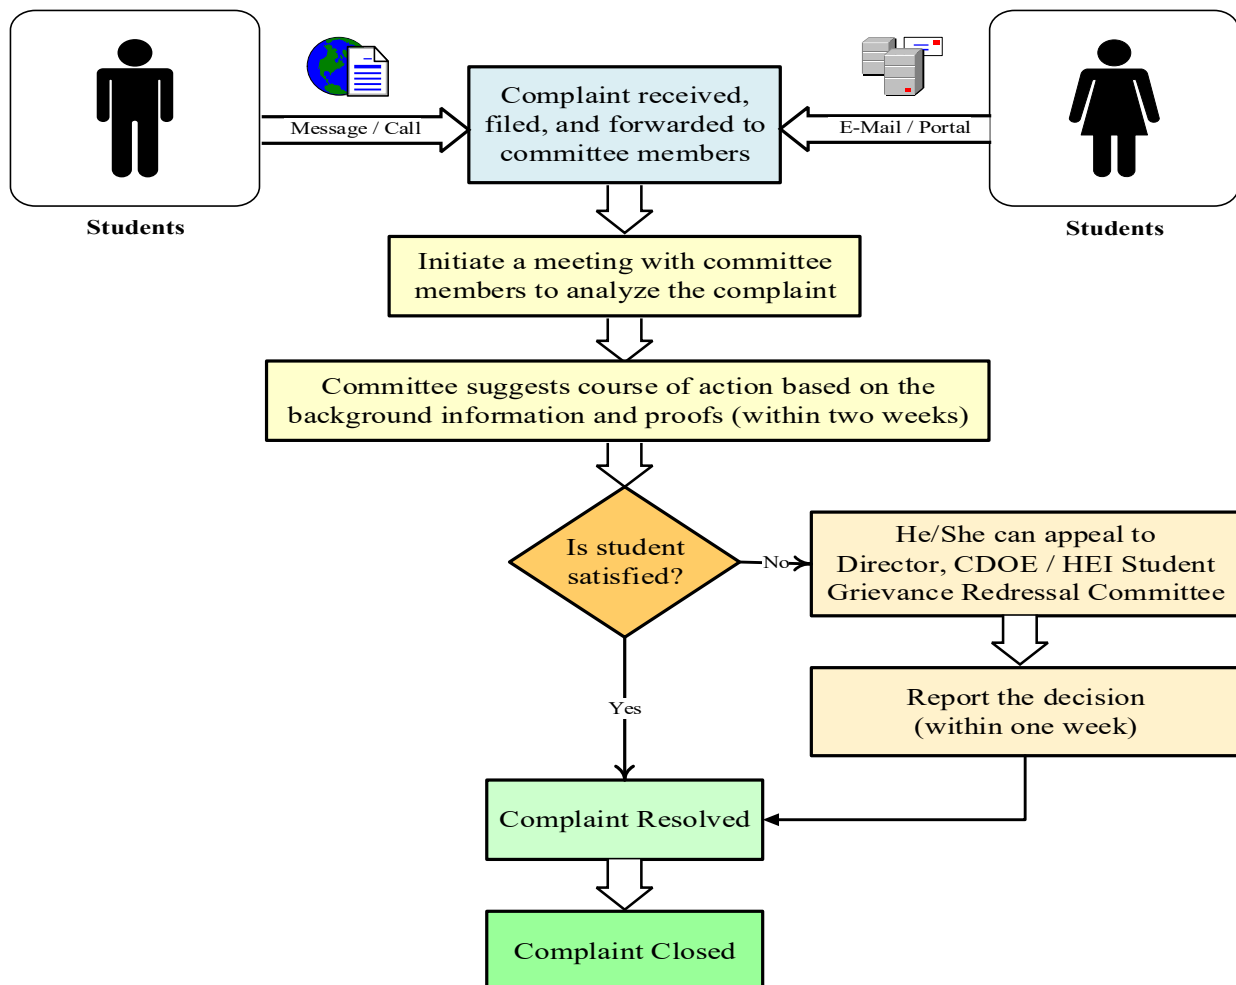 Complaint received,
filed, and forwarded to
committee members
Message / Call
E-Mail / Portal
Students
Students
Initiate a meeting with committee
members to analyze the complaint
Committee suggests course of action based on the
background information and proofs (within two weeks)
Is student
satisfied?
No
He/She can appeal to
Director, CDOE / HEI Student
Grievance Redressal Committee
Yes
Report the decision
(within one week)
Complaint Resolved
Complaint Closed